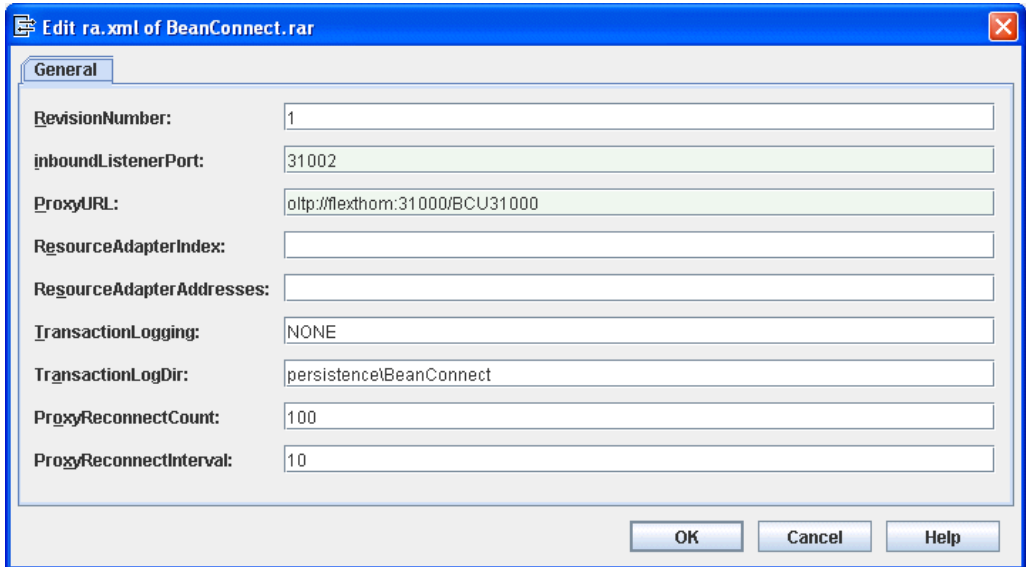 Edit ra.xml of BeanConnect.rar
General
RevisionNumber: 1
inboundListenerPort: 31002
ProxyURL: oltp://flexthom:31000/BCU31000
ResourceAdapterIndex:
ResourceAdapterAddresses:
TransactionLogging: NONE
TransactionLogDir: persistence\BeanConnect
ProxyReconnectCount: 100
ProxyReconnectInterval: 10
OK Cancel Help